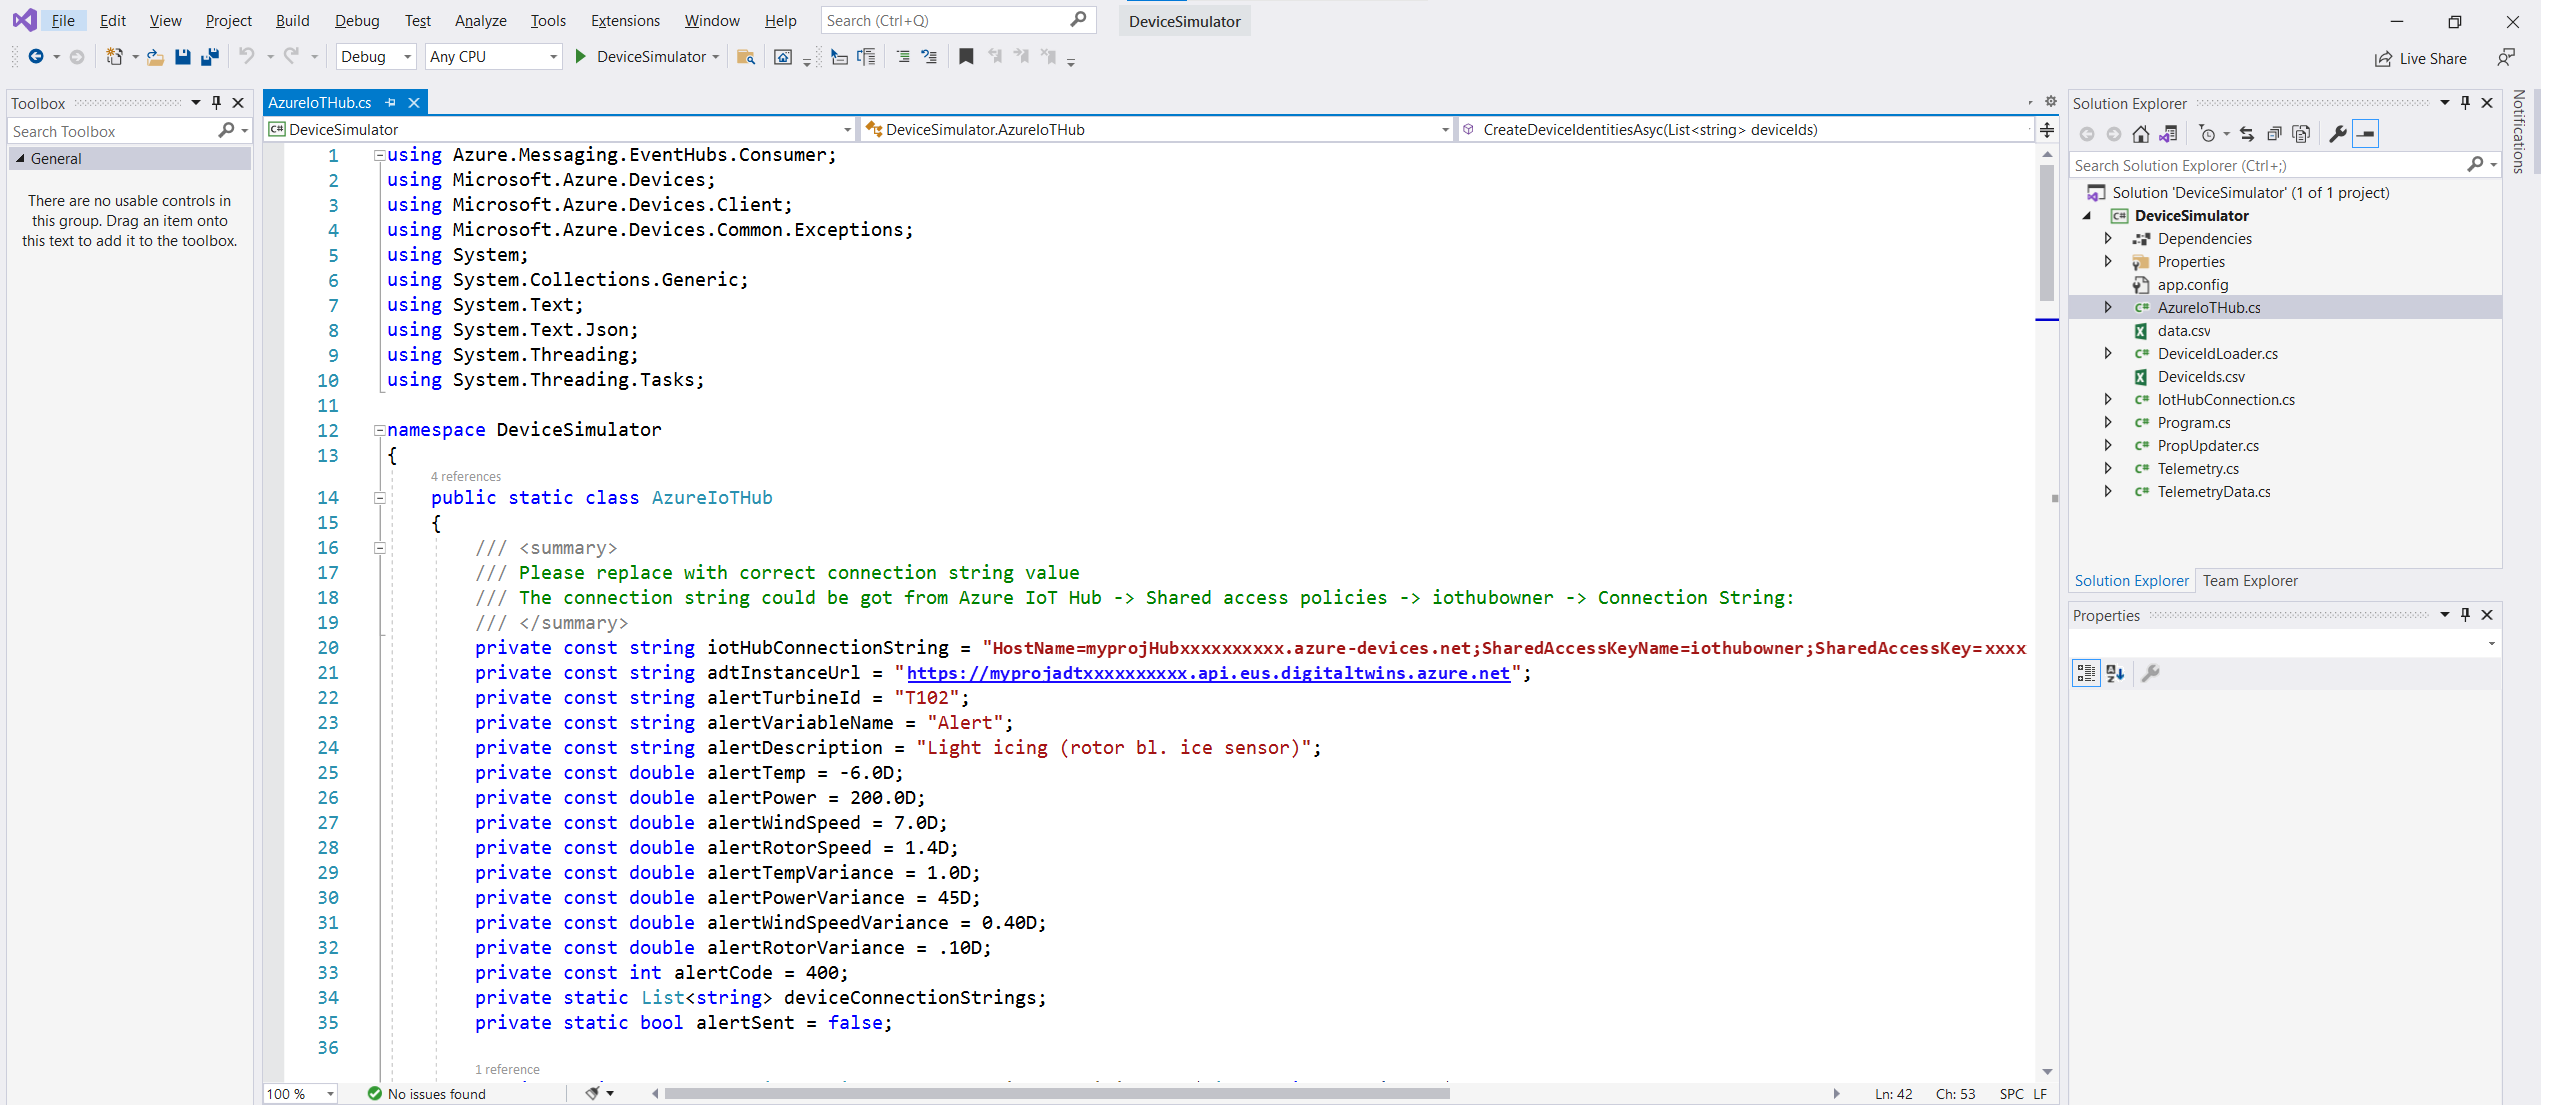 File Edit View Project Build Debug Test Analyze Tools Extensions Window Help Search (Ctrl+Q) DeviceSimulator
Debug Any CPU DeviceSimulator Live Share
Toolbox
Search Toolbox
General
There are no usable controls in
this group. Drag an item onto
this text to add it to the toolbox.
AzureIoTHub.cs
C# DeviceSimulator DeviceSimulator.AzureIoTHub CreateDeviceIdentitiesAsyc(List<string> deviceIds)
1 using Azure.Messaging.EventHubs.Consumer;
2 using Microsoft.Azure.Devices;
3 using Microsoft.Azure.Devices.Client;
4 using Microsoft.Azure.Devices.Common.Exceptions;
5 using System;
6 using System.Collections.Generic;
7 using System.Text;
8 using System.Text.Json;
9 using System.Threading;
10 using System.Threading.Tasks;
11
12 namespace DeviceSimulator
13 {
4 references
14 public static class AzureIoTHub
15 {
16 /// <summary>
17 /// Please replace with correct connection string value
18 /// The connection string could be got from Azure IoT Hub -> Shared access policies -> iothubowner -> Connection String:
19 /// </summary>
20 private const string iotHubConnectionString = "HostName=myprojHubxxxxxxxxxx.azure-devices.net;SharedAccessKeyName=iothubowner;SharedAccessKey=xxxx
21 private const string adtInstanceUrl = "https://myprojadtxxxxxxxxxx.api.eus.digitaltwins.azure.net";
22 private const string alertTurbineId = "T102";
23 private const string alertVariableName = "Alert";
24 private const string alertDescription = "Light icing (rotor bl. ice sensor)";
25 private const double alertTemp = -6.0D;
26 private const double alertPower = 200.0D;
27 private const double alertWindSpeed = 7.0D;
28 private const double alertRotorSpeed = 1.4D;
29 private const double alertTempVariance = 1.0D;
30 private const double alertPowerVariance = 45D;
31 private const double alertWindSpeedVariance = 0.40D;
32 private const double alertRotorVariance = .10D;
33 private const int alertCode = 400;
34 private static List<string> deviceConnectionStrings;
35 private static bool alertSent = false;
36
1 reference
100 % No issues found Ln: 42 Ch: 53 SPC LF
Solution Explorer
Search Solution Explorer (Ctrl+;)
Solution 'DeviceSimulator' (1 of 1 project)
C# DeviceSimulator
Dependencies
Properties
app.config
C# AzureIoTHub.cs
data.csv
C# DeviceIdLoader.cs
DeviceIds.csv
C# IotHubConnection.cs
C# Program.cs
C# PropUpdater.cs
C# Telemetry.cs
C# TelemetryData.cs
Solution Explorer Team Explorer
Properties
Notifications